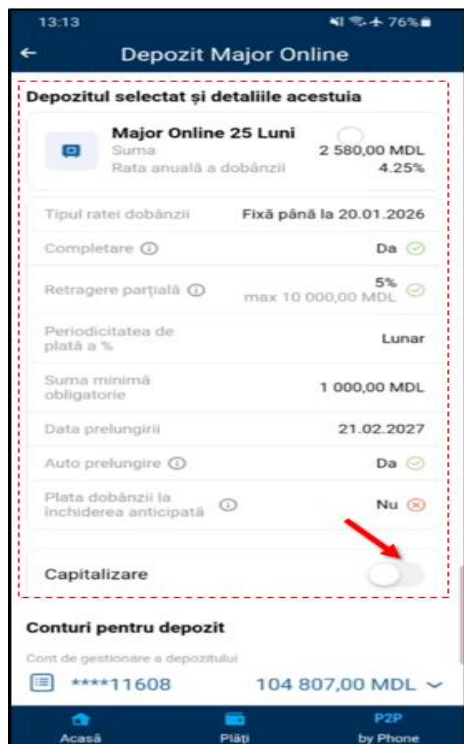 13:13
76%
Depozit Major Online
Depozitul selectat și detaliile acestuia
Major Online 25 Luni
Suma 2 580,00 MDL
Rata anuală a dobânzii 4.25%
Tipul ratei dobânzii Fixă până la 20.01.2026
Completare Da
Retragere parțială 5%
max 10 000,00 MDL
Periodicitatea de
plată a % Lunar
Suma minimă
obligatorie 1 000,00 MDL
Data prelungirii 21.02.2027
Auto prelungire Da
Plata dobânzii la
închiderea anticipată Nu
Capitalizare
Conturi pentru depozit
Cont de gestionare a depozitului
****11608 104 807,00 MDL
Acasă Plăți P2P
by Phone